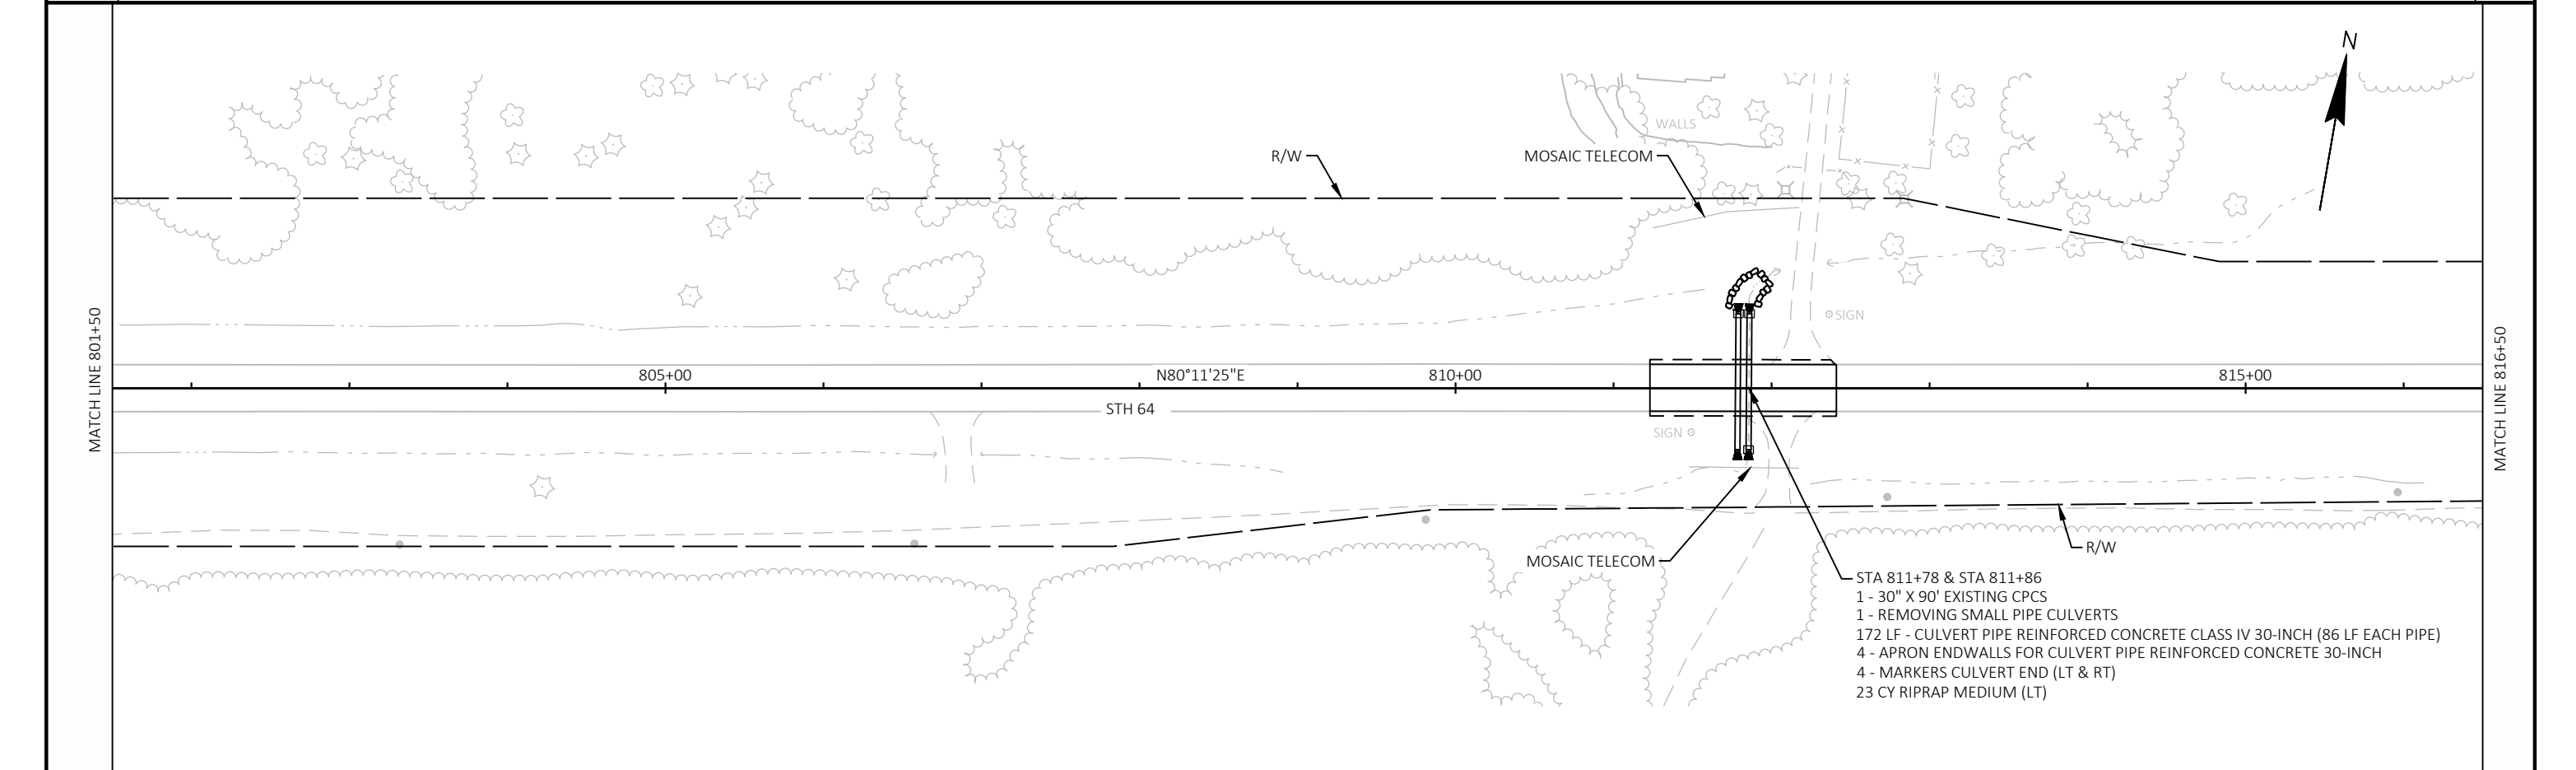 N
WALLS
R/W
MOSAIC TELECOM
SIGN
MATCH LINE 801+50
805+00
N80°11'25"E
810+00
815+00
MATCH LINE 816+50
STH 64
SIGN
R/W
MOSAIC TELECOM
STA 811+78 & STA 811+86
1 - 30" X 90' EXISTING CPCS
1 - REMOVING SMALL PIPE CULVERTS
172 LF - CULVERT PIPE REINFORCED CONCRETE CLASS IV 30-INCH (86 LF EACH PIPE)
4 - APRON ENDWALLS FOR CULVERT PIPE REINFORCED CONCRETE 30-INCH
4 - MARKERS CULVERT END (LT & RT)
23 CY RIPRAP MEDIUM (LT)